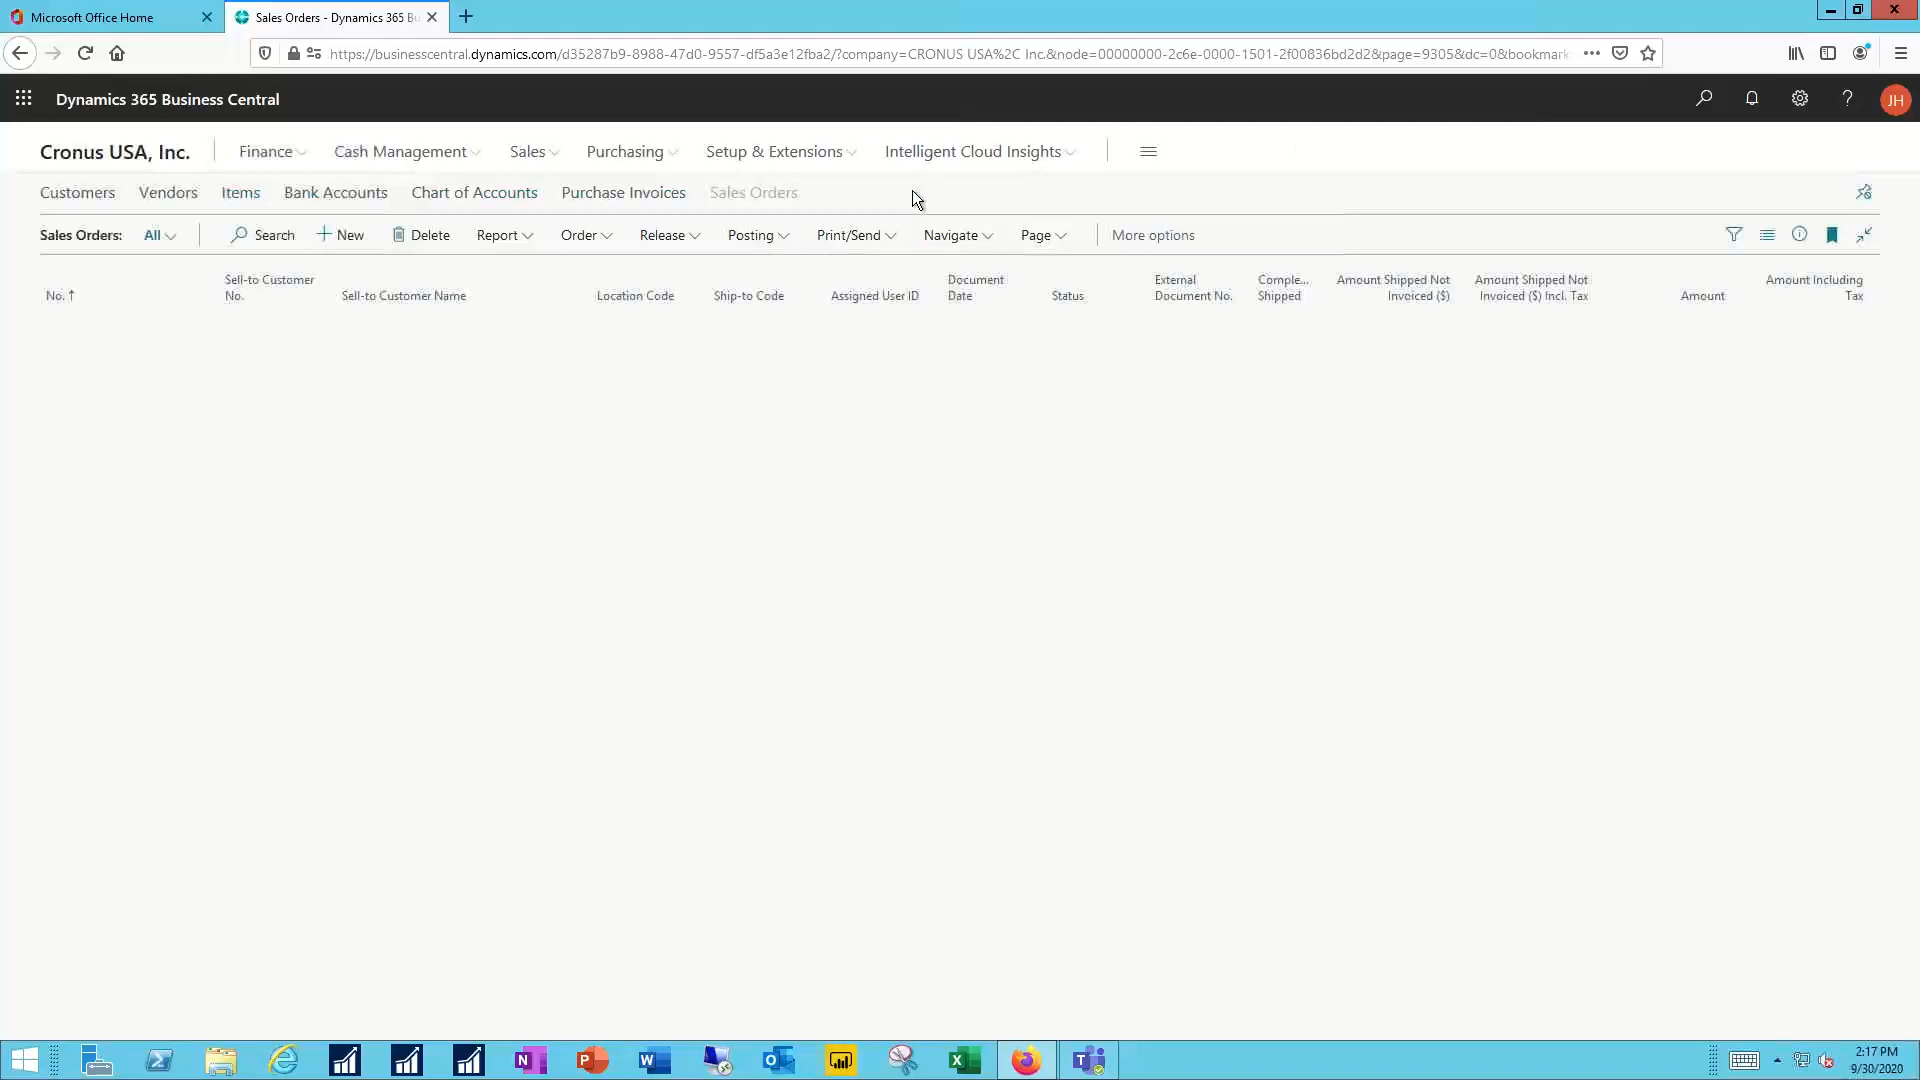 Microsoft Office Home
Sales Orders - Dynamics 365 Bu
https://businesscentral.dynamics.com/d35287b9-8988-47d0-9557-df5a3e12fba2/?company=CRONUS USA%2C Inc.&node=00000000-2c6e-0000-1501-2f00836bd2d2&page=9305&dc=0&bookmark
Dynamics 365 Business Central
? JH
Cronus USA, Inc. Finance Cash Management Sales Purchasing Setup & Extensions Intelligent Cloud Insights
Customers Vendors Items Bank Accounts Chart of Accounts Purchase Invoices Sales Orders
Sales Orders: All Search + New Delete Report Order Release Posting Print/Send Navigate Page More options
No. ↑
Sell-to Customer
No.
Sell-to Customer Name
Location Code
Ship-to Code
Assigned User ID
Document
Date
Status
External
Document No.
Comple...
Shipped
Amount Shipped Not
Invoiced ($)
Amount Shipped Not
Invoiced ($) Incl. Tax
Amount
Amount Including
Tax
2:17 PM
9/30/2020